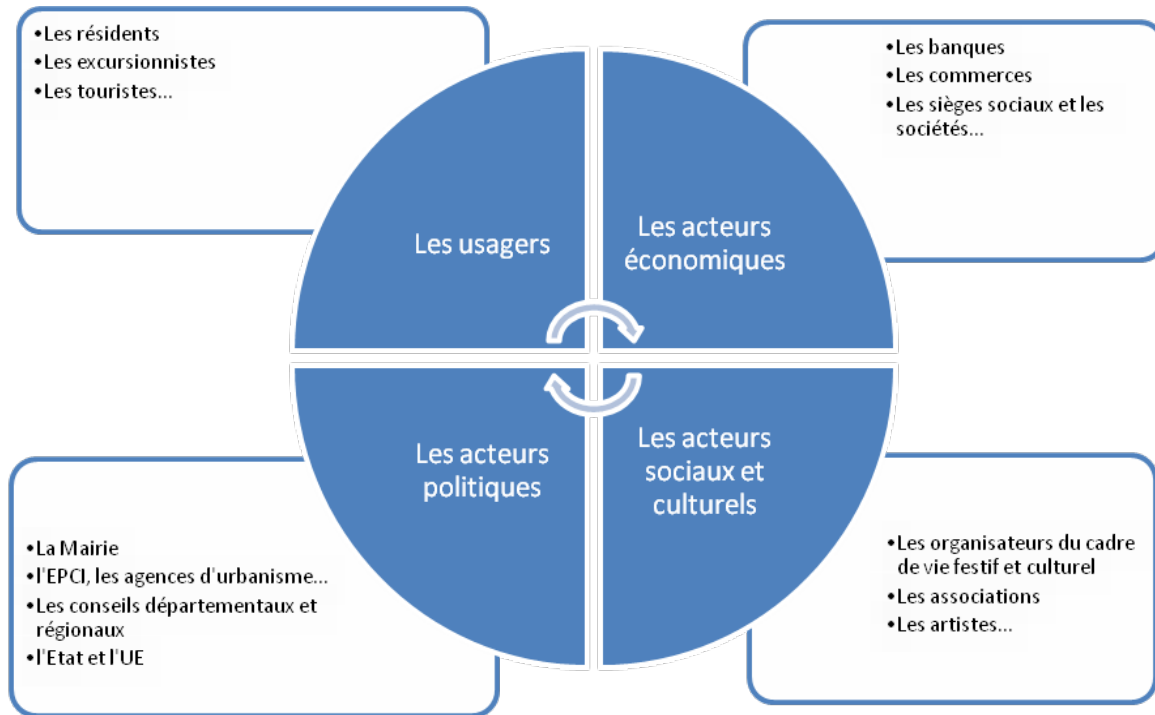 •Les résidents
•Les excursionnistes
•Les touristes...
•Les banques
•Les commerces
•Les sièges sociaux et les
sociétés...
Les usagers
Les acteurs
économiques
Les acteurs
politiques
Les acteurs
sociaux et
culturels
•La Mairie
•l'EPCI, les agences d'urbanisme...
•Les conseils départementaux et
régionaux
•l'Etat et l'UE
•Les organisateurs du cadre
de vie festif et culturel
•Les associations
•Les artistes...